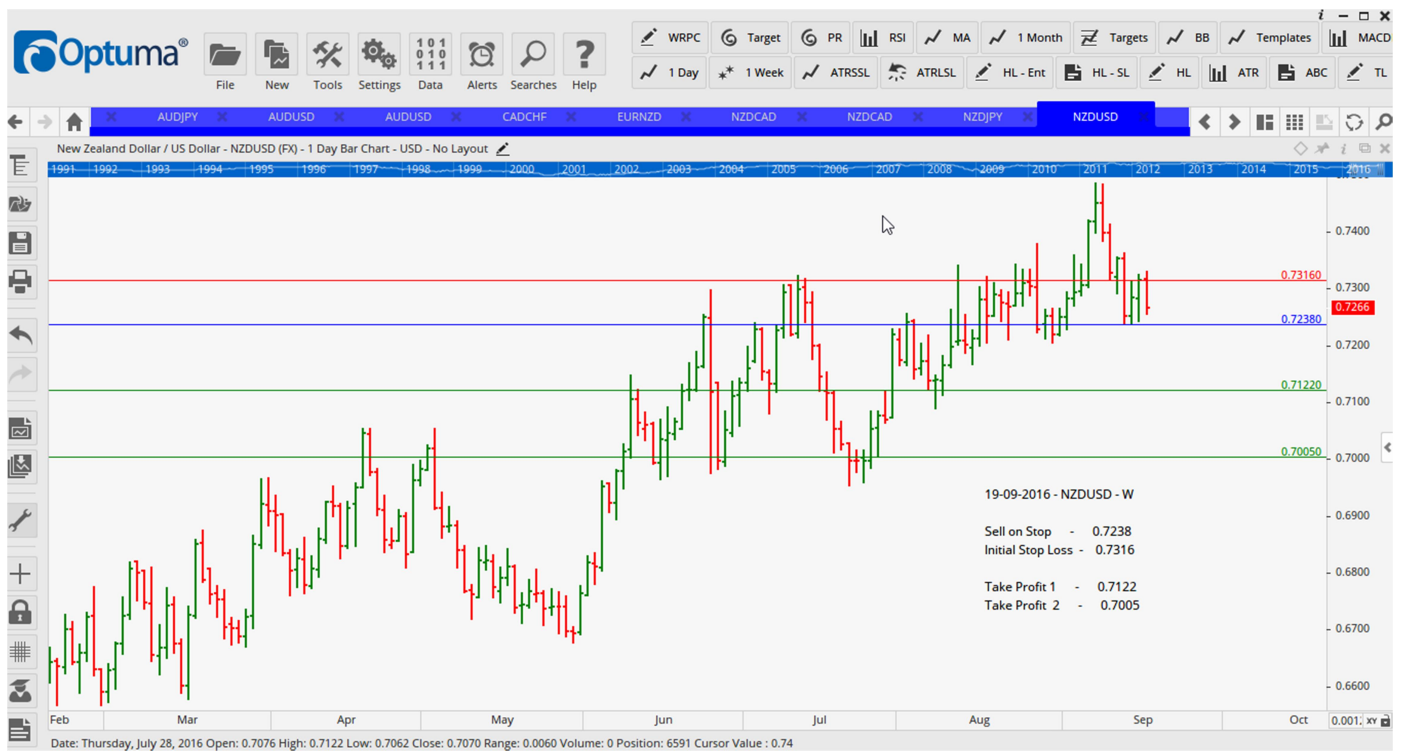 Optuma®
File New Tools Settings Data Alerts Searches Help
WRPC Target PR RSI MA 1 Month Targets BB Templates MACD
1 Day 1 Week ATRSSL ATRLSL HL - Ent HL - SL HL ATR ABC TL
AUDJPY AUDUSD AUDUSD CADCHF EURNZD NZDCAD NZDCAD NZDJPY NZDUSD
New Zealand Dollar / US Dollar - NZDUSD (FX) - 1 Day Bar Chart - USD - No Layout
1991 1992 1993 1994 1995 1996 1997 1998 1999 2000 2001 2002 2003 2004 2005 2006 2007 2008 2009 2010 2011 2012 2013 2014 2015 2016
0.7400
0.73160
0.7300
0.7266
0.72380
0.7200
0.71220
0.7100
0.70050
0.7000
19-09-2016 - NZDUSD - W
0.6900
Sell on Stop - 0.7238
Initial Stop Loss - 0.7316
0.6800
Take Profit 1 - 0.7122
Take Profit 2 - 0.7005
0.6700
0.6600
Feb Mar Apr May Jun Jul Aug Sep Oct 0.001 XY
Date: Thursday, July 28, 2016 Open: 0.7076 High: 0.7122 Low: 0.7062 Close: 0.7070 Range: 0.0060 Volume: 0 Position: 6591 Cursor Value : 0.74